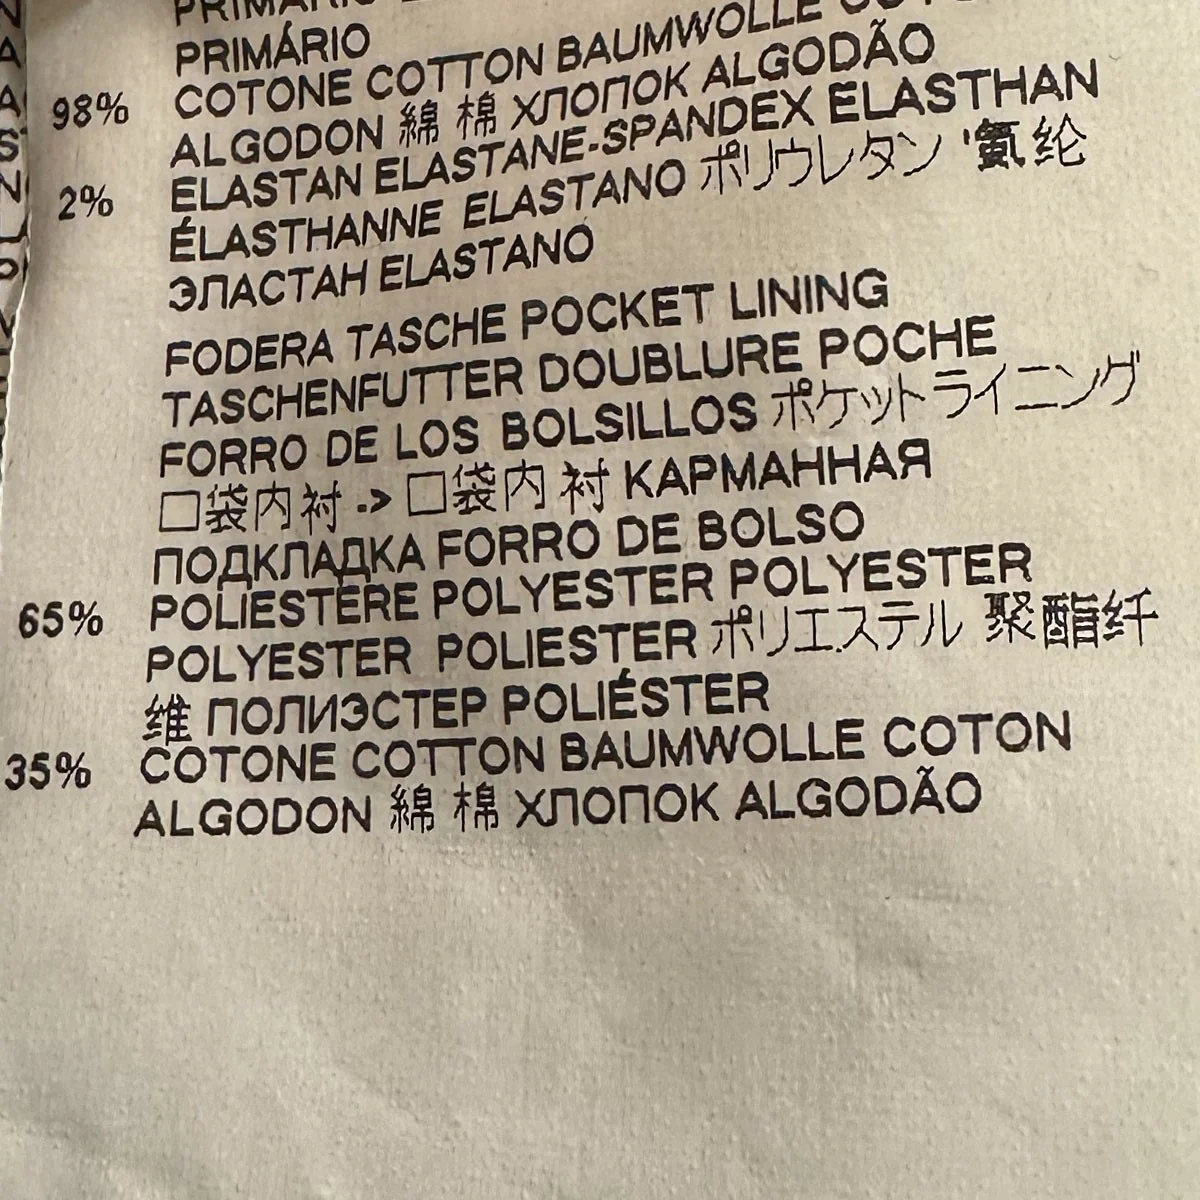 PRIMÁRIO
98% COTONE COTTON BAUMWOLLE
ALGODON 綿 棉 ХЛОПОК ALGODÃO
2% ELASTAN ELASTANE-SPANDEX ELASTHAN
ÉLASTHANNE ELASTANO ポリウレタン '氨纶
ЭЛАСТАН ELASTANO
FODERA TASCHE POCKET LINING
TASCHENFUTTER DOUBLURE POCHE
FORRO DE LOS BOLSILLOS ポケットライニング
口袋内衬 -> 口袋内衬 КАРМАННАЯ
ПОДКЛАДКА FORRO DE BOLSO
65% POLIESTERE POLYESTER POLYESTER
POLYESTER POLIESTER ポリエステル 聚酯纤
维 ПОЛИЭСТЕР POLIÉSTER
35% COTONE COTTON BAUMWOLLE COTON
ALGODON 綿 棉 ХЛОПОК ALGODÃO